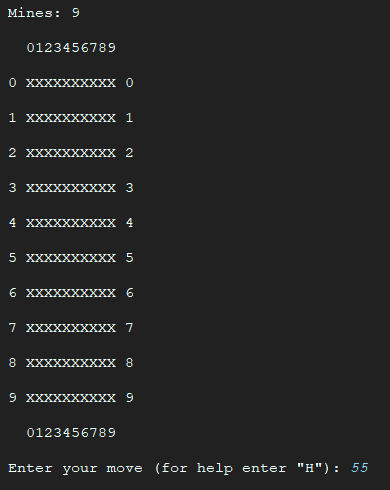 Mines: 9
0123456789
0 XXXXXXXXXX 0
1 XXXXXXXXXX 1
2 XXXXXXXXXX 2
3 XXXXXXXXXX 3
4 XXXXXXXXXX 4
5 XXXXXXXXXX 5
6 XXXXXXXXXX 6
7 XXXXXXXXXX 7
8 XXXXXXXXXX 8
9 XXXXXXXXXX 9
0123456789
Enter your move (for help enter "H"): 55